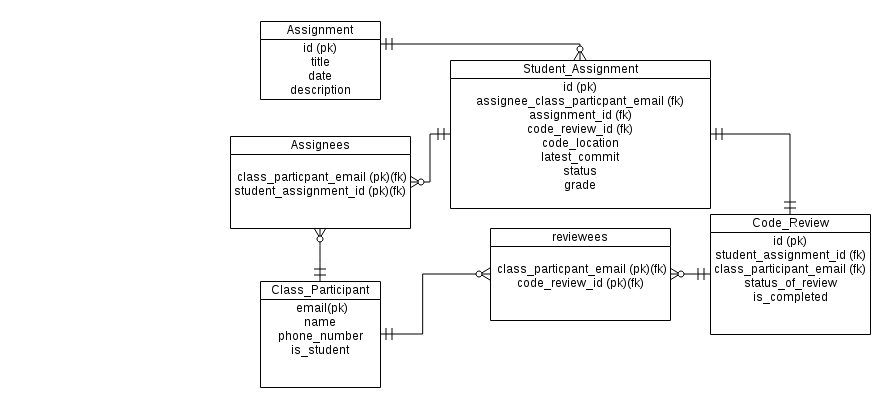 Assignment
id (pk)
title
date
description
Student_Assignment
id (pk)
assignee_class_particpant_email (fk)
assignment_id (fk)
code_review_id (fk)
code_location
latest_commit
status
grade
Assignees
class_particpant_email (pk)(fk)
student_assignment_id (pk)(fk)
Code_Review
id (pk)
student_assignment_id (fk)
class_participant_email (fk)
status_of_review
is_completed
reviewees
class_particpant_email (pk)(fk)
code_review_id (pk)(fk)
Class_Participant
email(pk)
name
phone_number
is_student